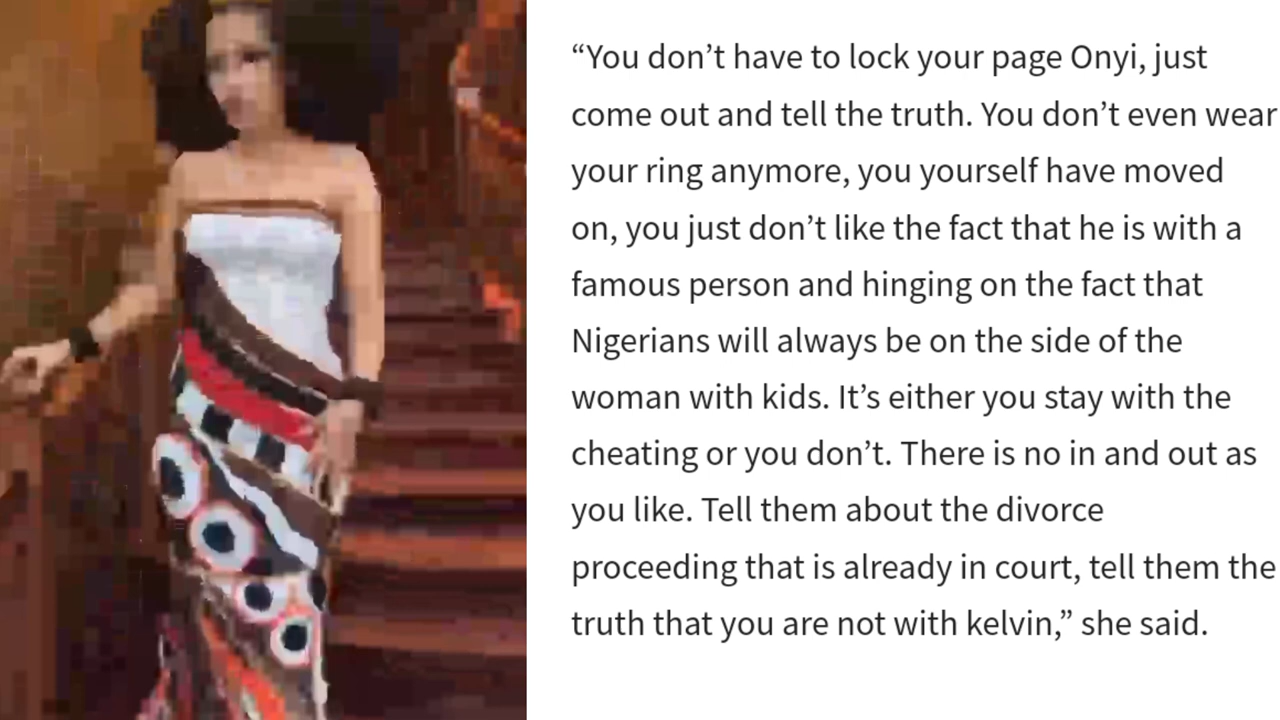 “You don’t have to lock your page Onyi, just
come out and tell the truth. You don’t even wear
your ring anymore, you yourself have moved
on, you just don’t like the fact that he is with a
famous person and hinging on the fact that
Nigerians will always be on the side of the
woman with kids. It’s either you stay with the
cheating or you don’t. There is no in and out as
you like. Tell them about the divorce
proceeding that is already in court, tell them the
truth that you are not with kelvin,” she said.